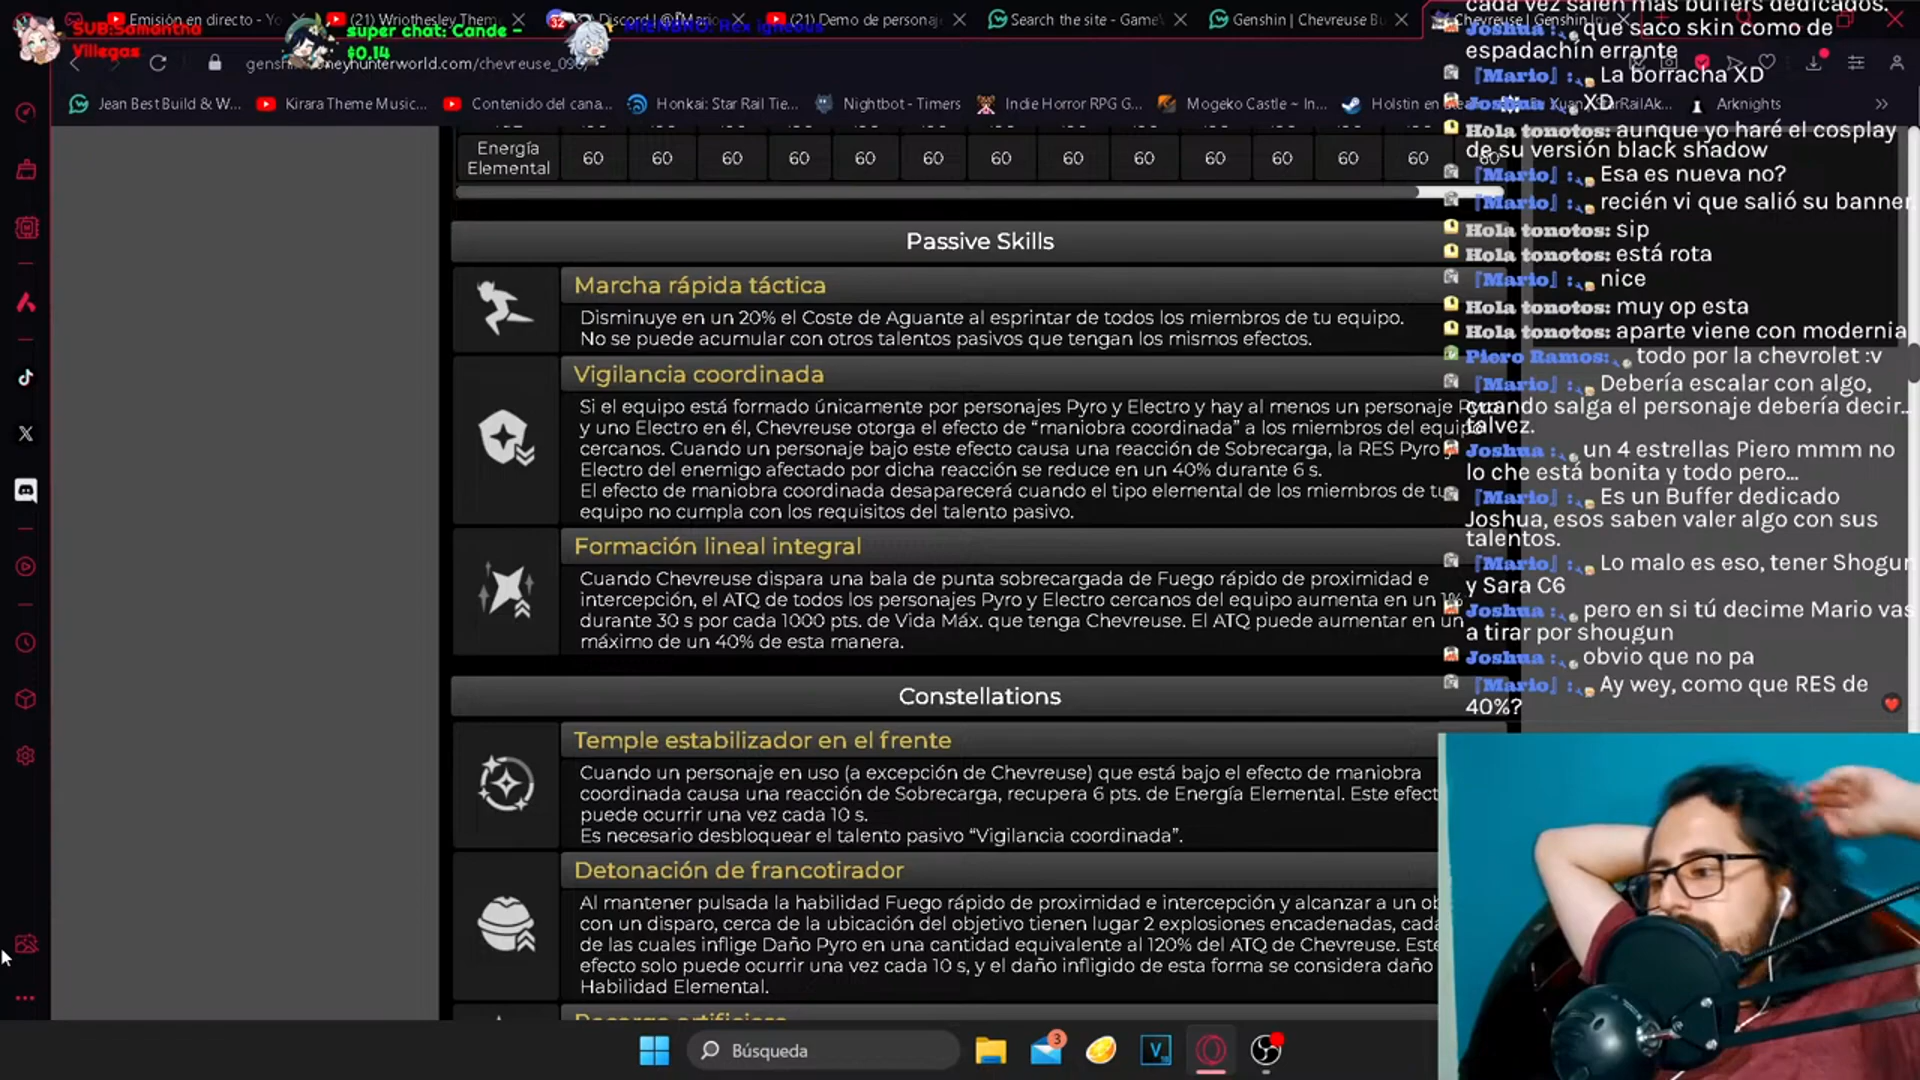 Emisión en directo - Yo
(21) Wriothesley Them
Discord | @『Mario
(21) Demo de personaj
Search the site - GameW
Genshin | Chevreuse Bu
Chevreuse | Genshin Im
SUB:Samantha
Villegas
super chat: Cande -
$0.14
MIEMBRO: Rex igneous
Jean Best Build & W...
Kirara Theme Music...
Contenido del cana...
Honkai: Star Rail Tie...
Nightbot - Timers
Indie Horror RPG G...
Mogeko Castle ~ In...
Arknights
Energía
Elemental
60 60 60 60 60 60 60 60 60 60 60 60 60 60
Passive Skills
Marcha rápida táctica
Disminuye en un 20% el Coste de Aguante al esprintar de todos los miembros de tu equipo.
No se puede acumular con otros talentos pasivos que tengan los mismos efectos.
Vigilancia coordinada
Si el equipo está formado únicamente por personajes Pyro y Electro y hay al menos un personaje
y uno Electro en él, Chevreuse otorga el efecto de “maniobra coordinada” a los miembros del equipo
cercanos. Cuando un personaje bajo este efecto causa una reacción de Sobrecarga, la RES Pyro y
Electro del enemigo afectado por dicha reacción se reduce en un 40% durante 6 s.
El efecto de maniobra coordinada desaparecerá cuando el tipo elemental de los miembros de tu
equipo no cumpla con los requisitos del talento pasivo.
Formación lineal integral
Cuando Chevreuse dispara una bala de punta sobrecargada de Fuego rápido de proximidad e
intercepción, el ATQ de todos los personajes Pyro y Electro cercanos del equipo aumenta en un 1%
durante 30 s por cada 1000 pts. de Vida Máx. que tenga Chevreuse. El ATQ puede aumentar en un
máximo de un 40% de esta manera.
Constellations
Temple estabilizador en el frente
Cuando un personaje en uso (a excepción de Chevreuse) que está bajo el efecto de maniobra
coordinada causa una reacción de Sobrecarga, recupera 6 pts. de Energía Elemental. Este efect
puede ocurrir una vez cada 10 s.
Es necesario desbloquear el talento pasivo “Vigilancia coordinada”.
Detonación de francotirador
Al mantener pulsada la habilidad Fuego rápido de proximidad e intercepción y alcanzar a un ob
con un disparo, cerca de la ubicación del objetivo tienen lugar 2 explosiones encadenadas, cada
de las cuales inflige Daño Pyro en una cantidad equivalente al 120% del ATQ de Chevreuse. Este
efecto solo puede ocurrir una vez cada 10 s, y el daño infligido de esta forma se considera daño
Habilidad Elemental.
cada vez salen más buffers dedicados.
Joshua: que saco skin como de
espadachín errante
『Mario』: La borracha XD
Joshua: XD
Hola tonotos: aunque yo haré el cosplay
de su versión black shadow
『Mario』: Esa es nueva no?
『Mario』: recién vi que salió su banner
Hola tonotos: sip
Hola tonotos: está rota
『Mario』: nice
Hola tonotos: muy op esta
Hola tonotos: aparte viene con modernia
Piero Ramos: todo por la chevrolet :v
『Mario』: Debería escalar con algo,
cuando salga el personaje debería decir...
talvez.
Joshua: un 4 estrellas Piero mmm no
lo che está bonita y todo pero...
『Mario』: Es un Buffer dedicado
Joshua, esos saben valer algo con sus
talentos.
『Mario』: Lo malo es eso, tener Shogun
y Sara C6
Joshua: pero en si tú decime Mario vas
a tirar por shougun
Joshua: obvio que no pa
『Mario』: Ay wey, como que RES de
40%?
Búsqueda
3